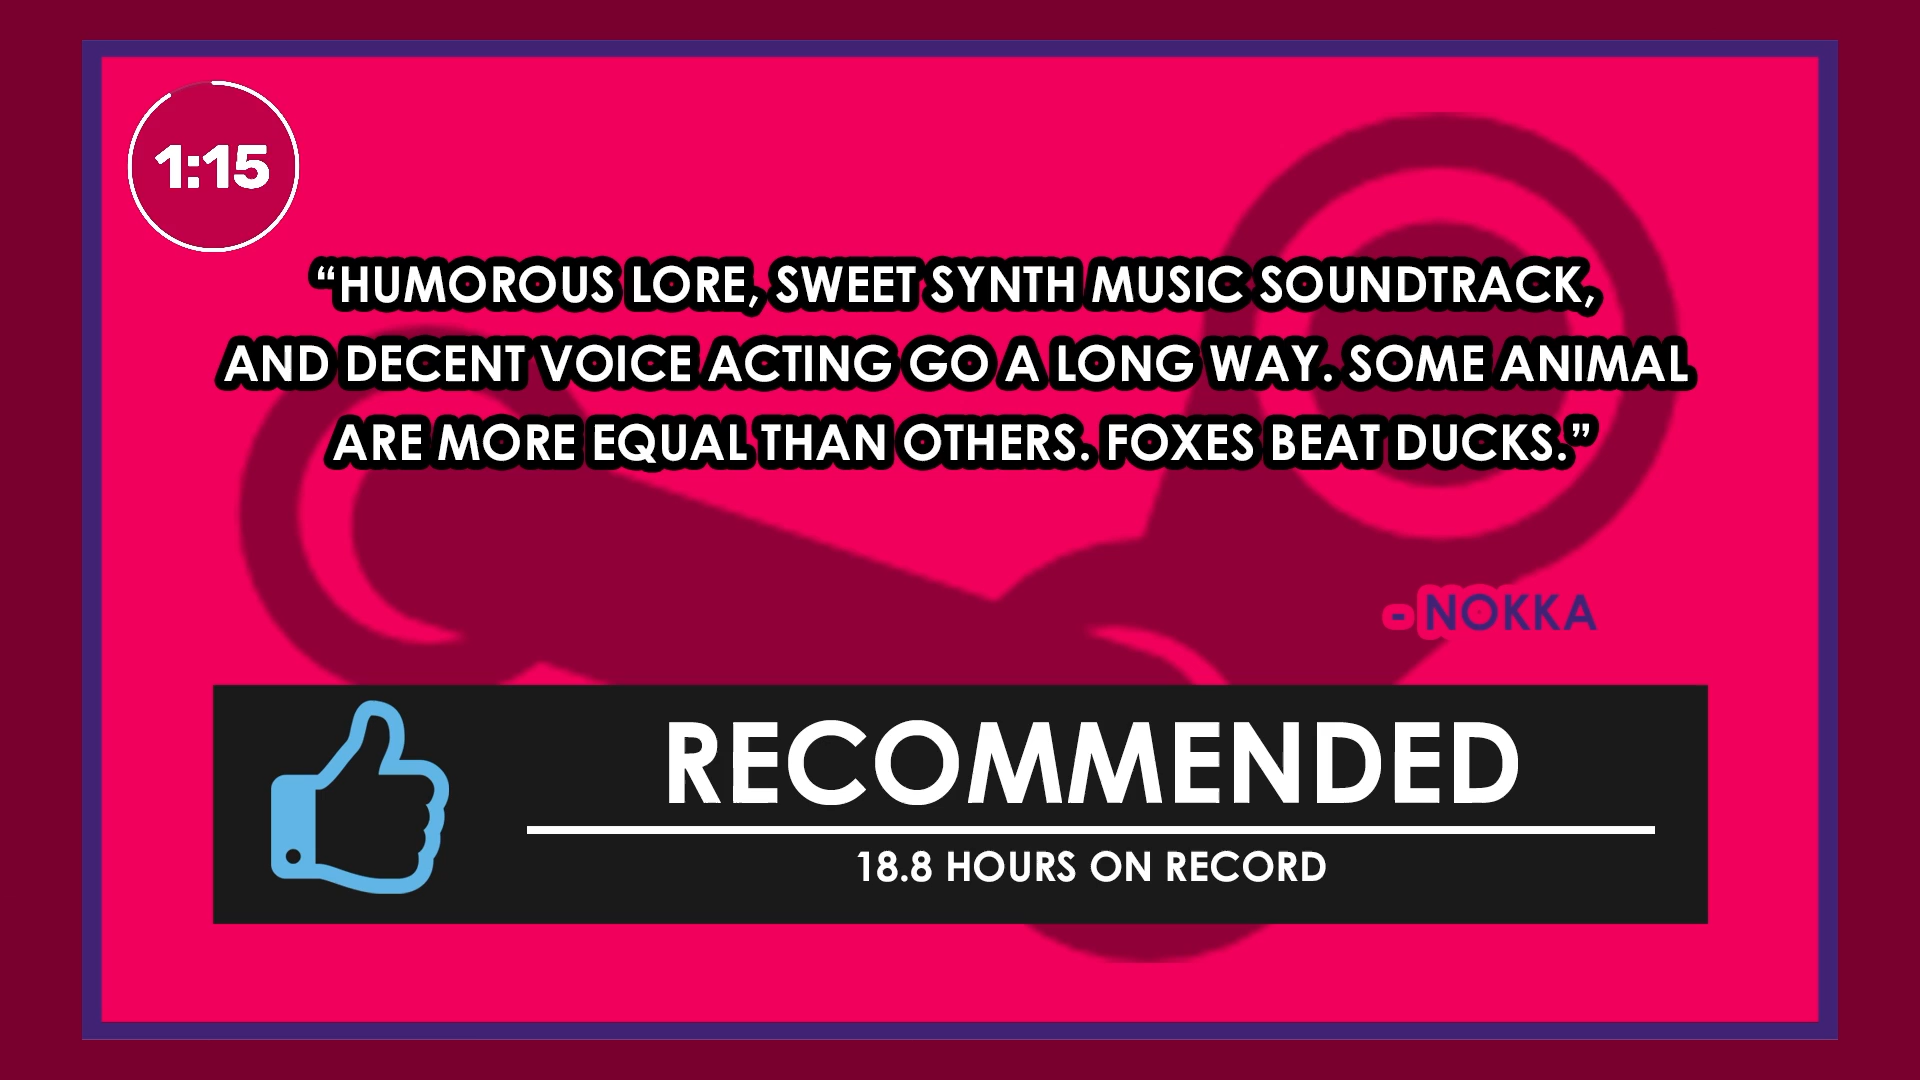 1:15
“HUMOROUS LORE, SWEET SYNTH MUSIC SOUNDTRACK,
AND DECENT VOICE ACTING GO A LONG WAY. SOME ANIMAL
ARE MORE EQUAL THAN OTHERS. FOXES BEAT DUCKS.”
- NOKKA
RECOMMENDED
18.8 HOURS ON RECORD